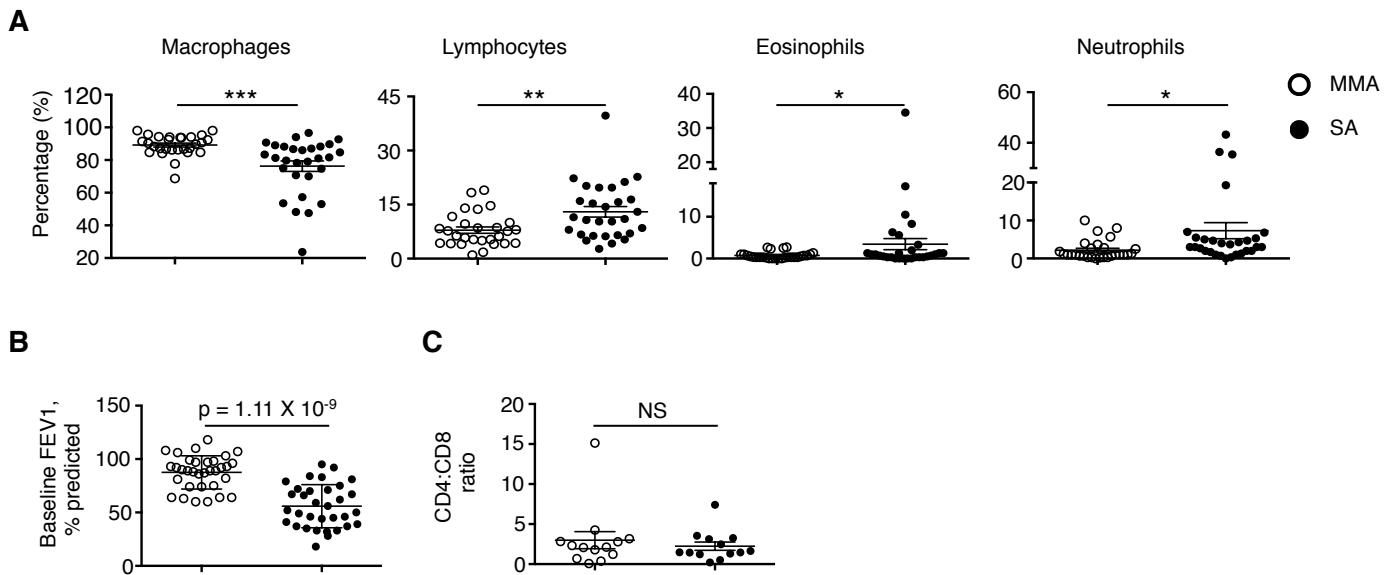 A
Macrophages
Lymphocytes
Eosinophils
Neutrophils
MMA
SA
Percentage (%)
120
100
80
60
40
20
***
45
30
15
0
**
40
30
20
10
0
*
60
40
20
10
0
*
B
Baseline FEV1,
% predicted
150
100
50
0
p = 1.11 X 10-9
C
CD4:CD8
ratio
20
15
10
5
0
NS